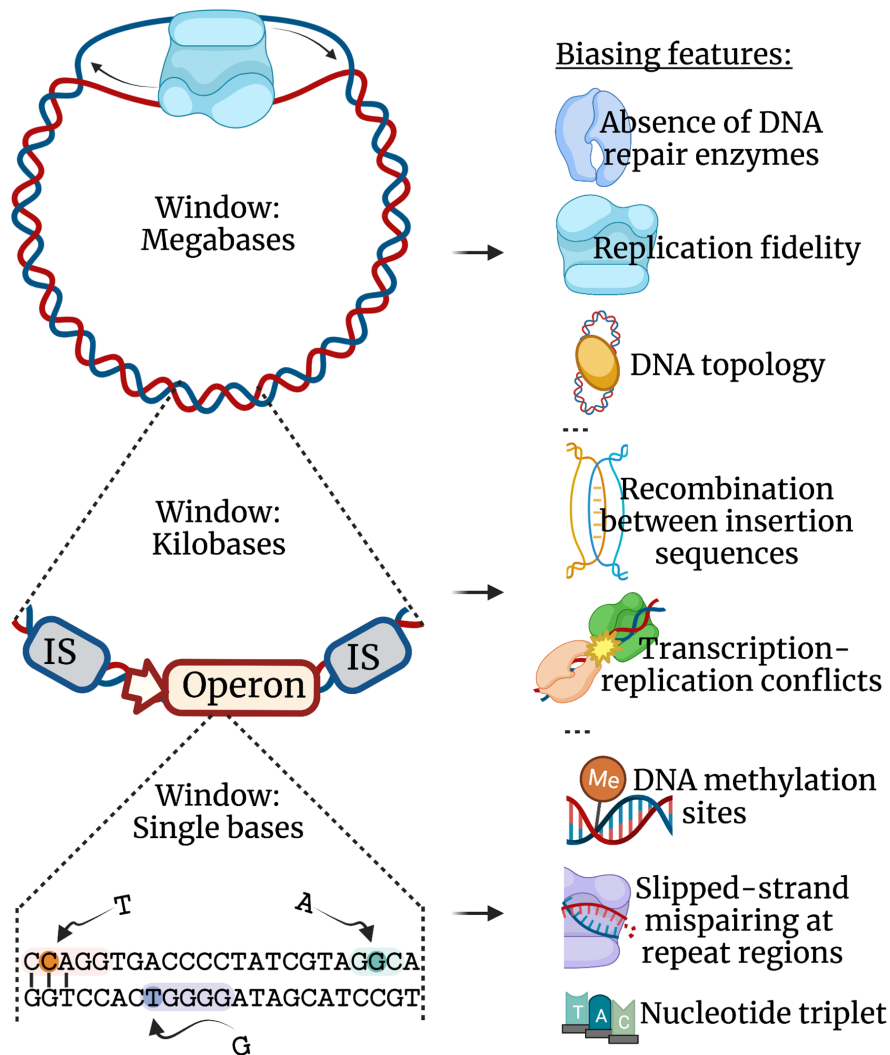 Biasing features:
Absence of DNA
repair enzymes
Window:
Megabases
Replication fidelity
DNA topology
Window:
Kilobases
Recombination
between insertion
sequences
IS
Operon
IS
Transcription-
replication conflicts
Window:
Single bases
Me
DNA methylation
sites
T
A
CCAGGTGACCCCTATCGTAGGCA
GGTCCACTGGGGATAGCATCCGT
G
Slipped-strand
mispairing at
repeat regions
T A C
Nucleotide triplet